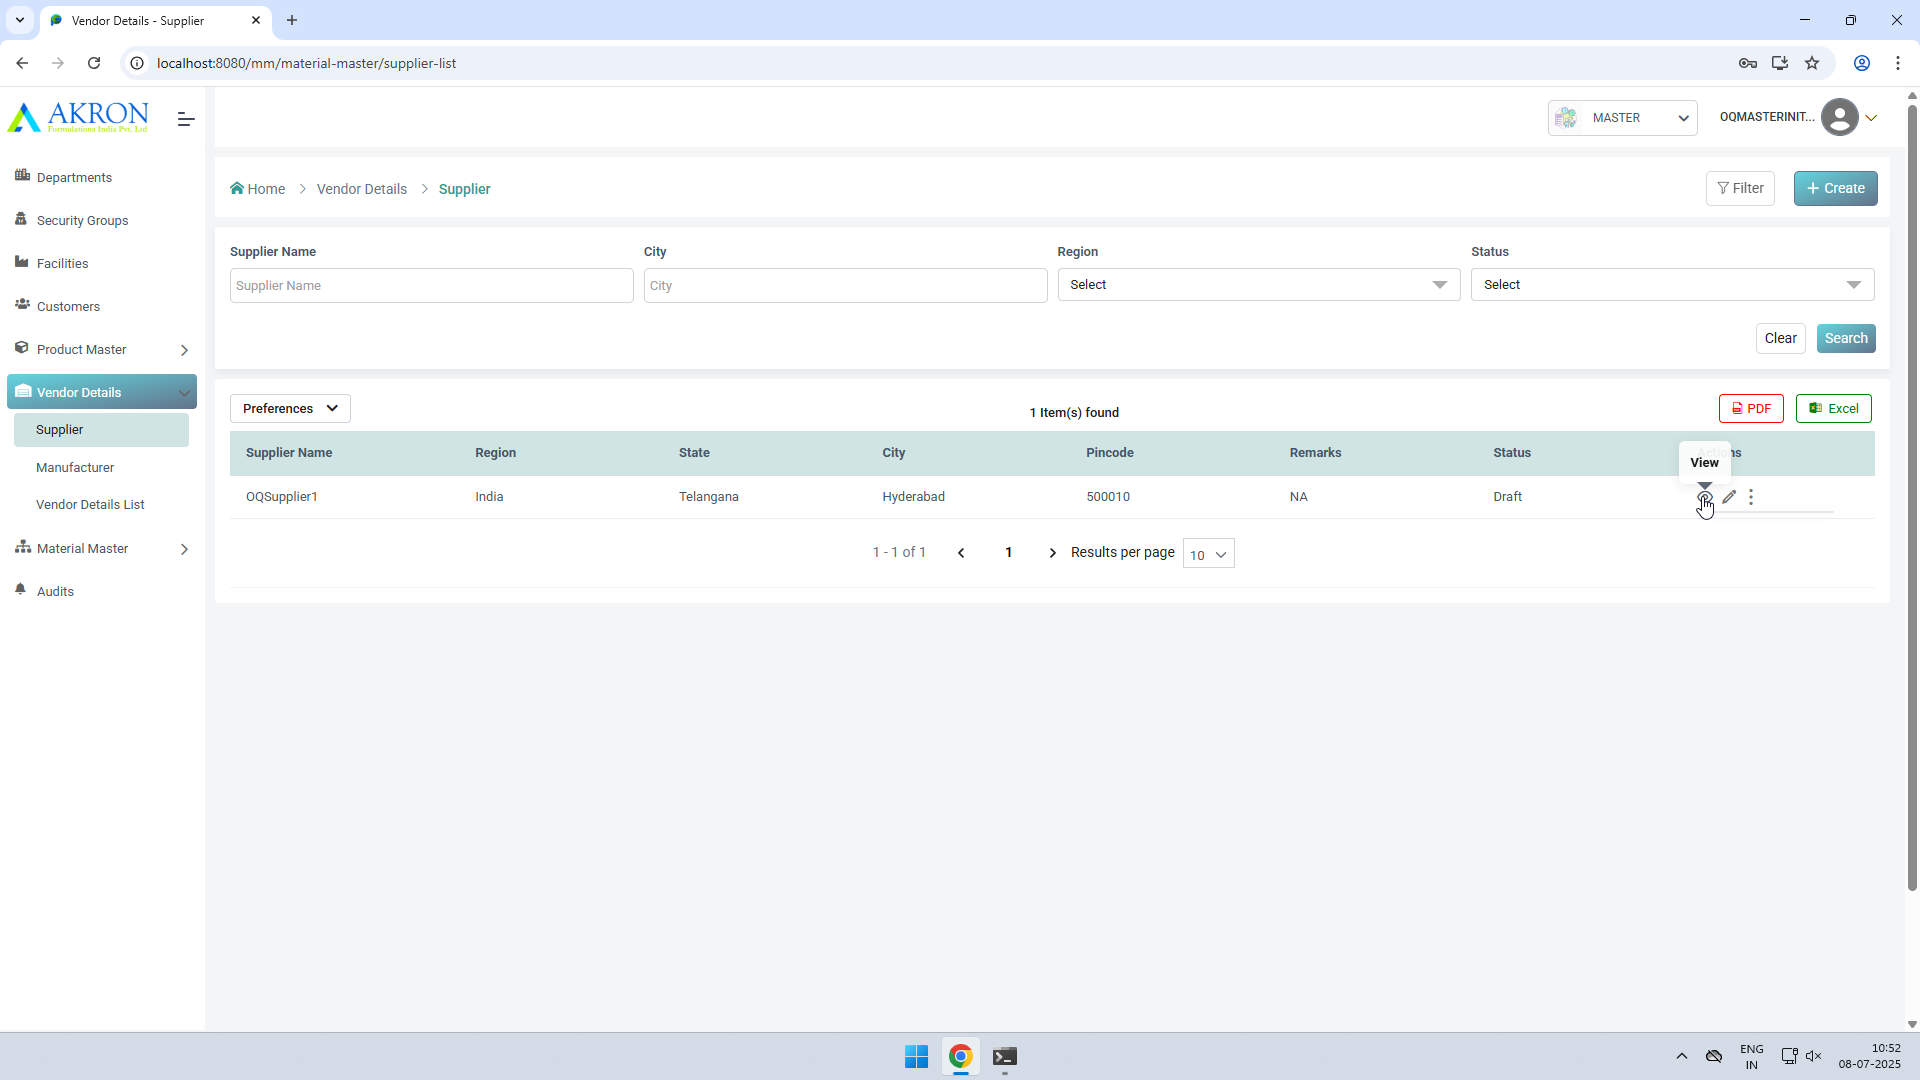 Vendor Details - Supplier
localhost:8080/mm/material-master/supplier-list
AKRON
Formulations India Pvt. Ltd
MASTER
OQMASTERINIT...
Departments
Security Groups
Facilities
Customers
Product Master
Vendor Details
Supplier
Manufacturer
Vendor Details List
Material Master
Audits
Home > Vendor Details > Supplier
Filter
+ Create
Supplier Name City Region Status
Supplier Name City Select Select
Clear Search
Preferences 1 Item(s) found PDF Excel
Supplier Name Region State City Pincode Remarks Status
View
OQSupplier1 India Telangana Hyderabad 500010 NA Draft
1 - 1 of 1 1 Results per page 10
ENG
IN
10:52
08-07-2025